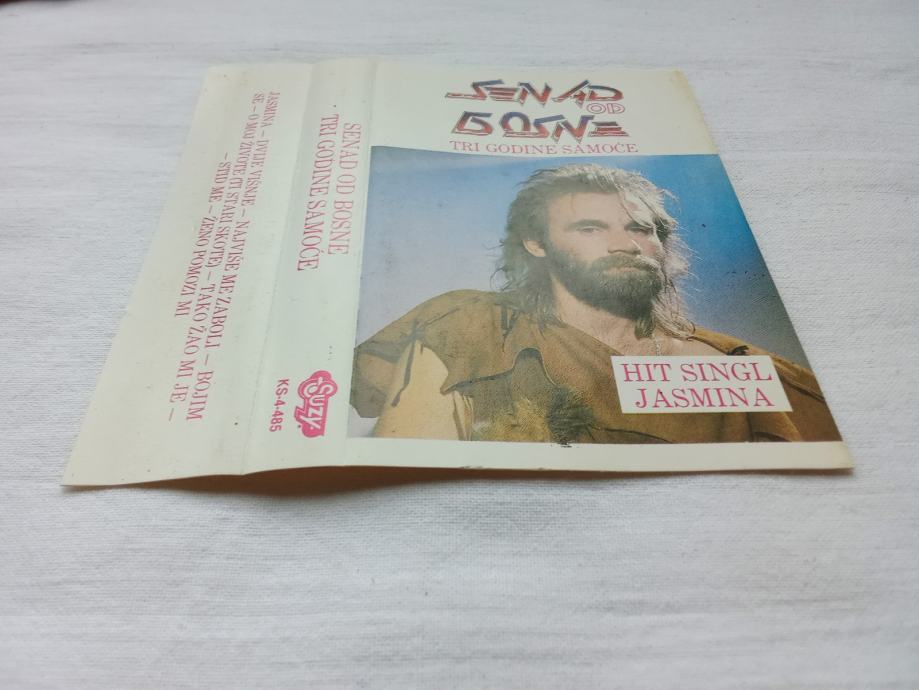 SENAD
OD
BOSNE
TRI GODINE SAMOĆE
HIT SINGL
JASMINA
SENAD OD BOSNE
TRI GODINE SAMOĆE
SUZY
KS-4-485
JASMINA – DVIJE VIŠNJE – NAJVIŠE ME ZABOLI – BOJIM
SE – O MOJ ŽIVOTE (TI STARI SKOTE) – TAKO ŽAO MI JE –
– STID ME – ŽENO POMOZI MI